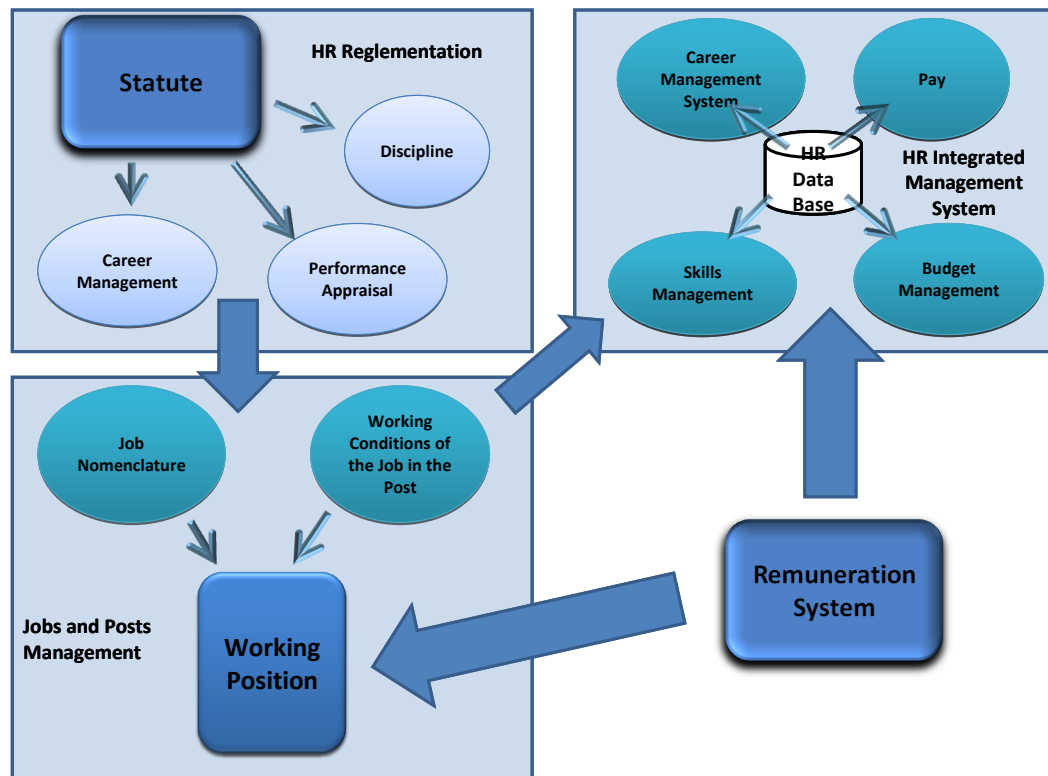 Statute
HR Reglementation
Discipline
Career
Management
Performance
Appraisal
Career
Management
System
Pay
HR
Data
Base
HR Integrated
Management
System
Skills
Management
Budget
Management
Job
Nomenclature
Working
Conditions of
the Job in the
Post
Jobs and Posts
Management
Working
Position
Remuneration
System